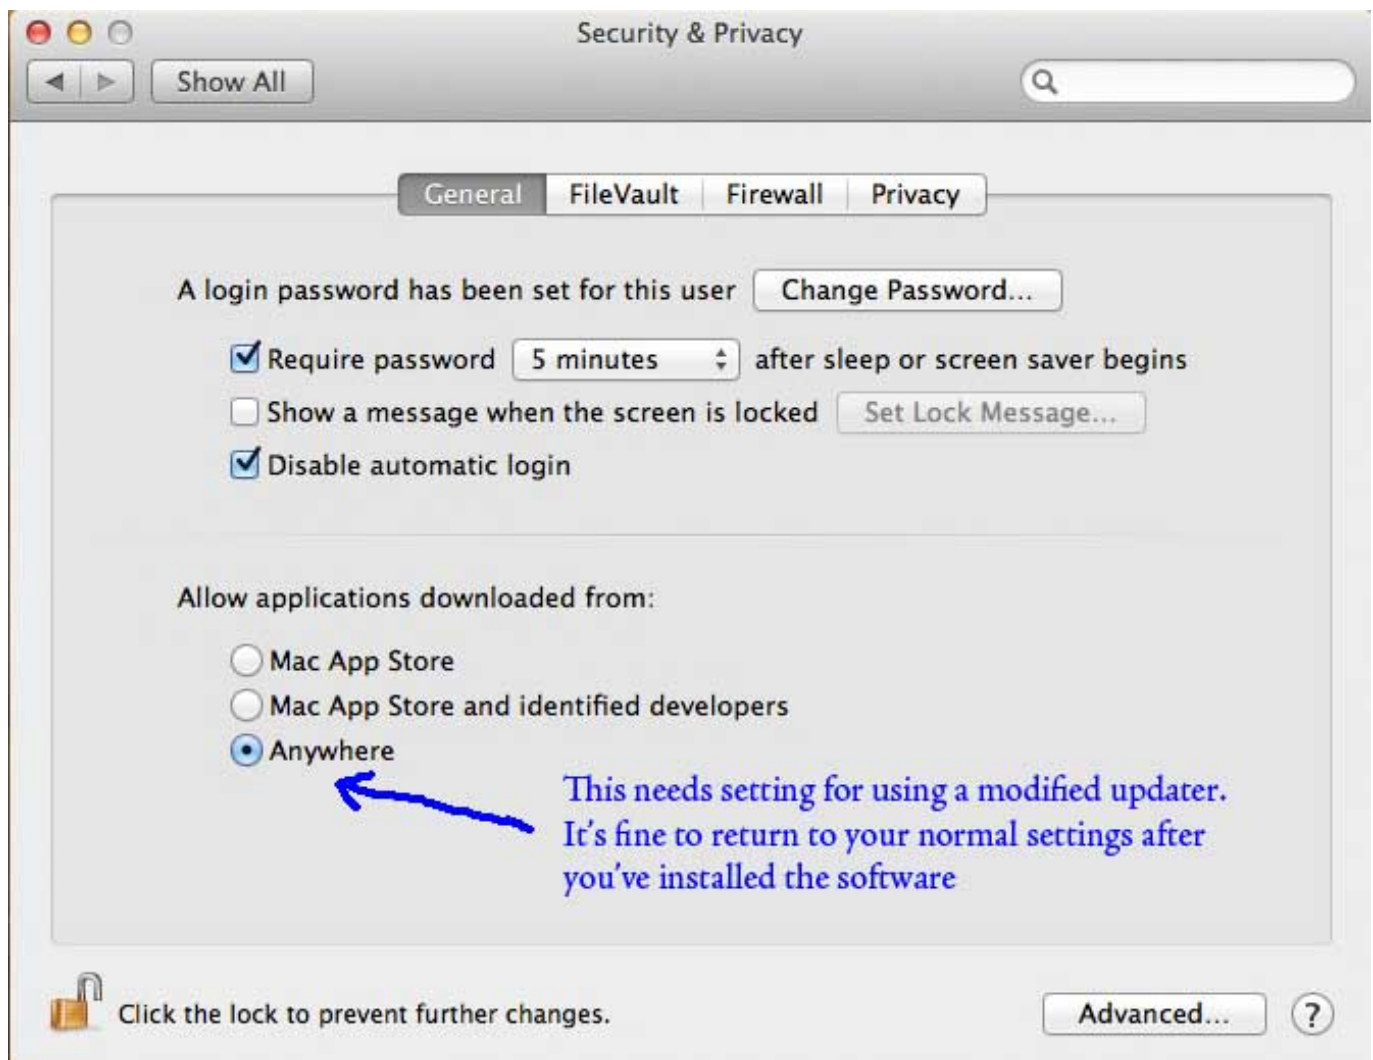 Security & Privacy
Show All
General FileVault Firewall Privacy
A login password has been set for this user Change Password...
Require password 5 minutes after sleep or screen saver begins
Show a message when the screen is locked Set Lock Message...
Disable automatic login
Allow applications downloaded from:
Mac App Store
Mac App Store and identified developers
Anywhere
This needs setting for using a modified updater.
It's fine to return to your normal settings after
you've installed the software
Click the lock to prevent further changes. Advanced... ?